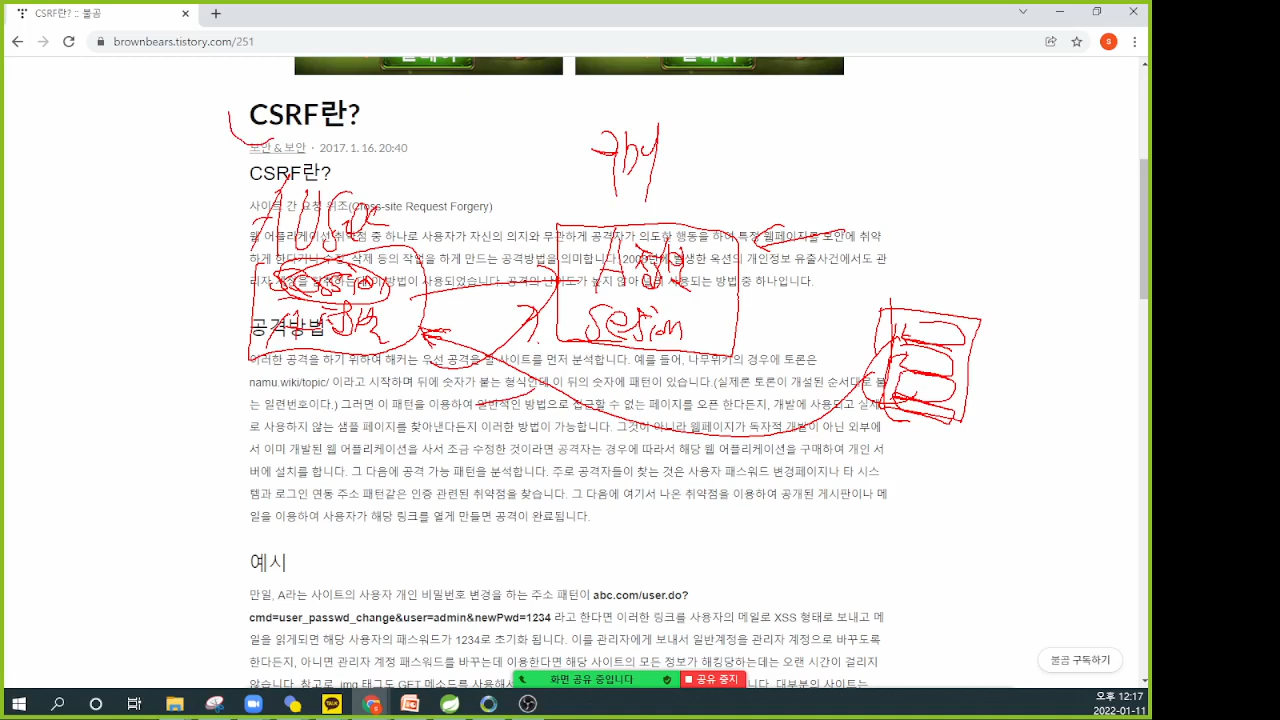 CSRF란? :: 불곰
brownbears.tistory.com/251
CSRF란?
보안 & 보안 · 2017. 1. 16. 20:40
CSRF란?
사이트 간 요청 위조(Cross-site Request Forgery)
웹 어플리케이션 취약점 중 하나로 사용자가 자신의 의지와 무관하게 공격자가 의도한 행동을 하여 특정 웹페이지를 보안에 취약
하게 한다거나 수정, 삭제 등의 작업을 하게 만드는 공격방법을 의미합니다.
발생한 옥션의 개인정보 유출사건에서도 관
방법이 사용되었습니다. 공격의 난이도가 높지 않아 사용되는 방법 중 하나입니다.
공격방법
이러한 공격을 하기 위하여 해커는 우선 공격을 할 사이트를 먼저 분석합니다. 예를 들어, 나무위키의 경우에 토론은
namu.wiki/topic/ 이라고 시작하며 뒤에 숫자가 붙는 형식인데 이 뒤의 숫자에 패턴이 있습니다.(실제론 토론이 개설된 순서대로 붙
는 일련번호이다.) 그러면 이 패턴을 이용하여 일반적인 방법으로 접근할 수 없는 페이지를 오픈 한다든지, 개발에 사용되고 실제
로 사용하지 않는 샘플 페이지를 찾아낸다든지 이러한 방법이 가능합니다. 그것이 아니라 웹페이지가 독자적 개발이 아닌 외부에
서 이미 개발된 웹 어플리케이션을 사서 조금 수정한 것이라면 공격자는 경우에 따라서 해당 웹 어플리케이션을 구매하여 개인 서
버에 설치를 합니다. 그 다음에 공격 가능 패턴을 분석합니다. 주로 공격자들이 찾는 것은 사용자 패스워드 변경페이지나 타 시스
템과 로그인 연동 주소 패턴같은 인증 관련된 취약점을 찾습니다. 그 다음에 여기서 나온 취약점을 이용하여 공개된 게시판이나 메
일을 이용하여 사용자가 해당 링크를 열게 만들면 공격이 완료됩니다.
예시
만일, A라는 사이트의 사용자 개인 비밀번호 변경을 하는 주소 패턴이 abc.com/user.do?
cmd=user_passwd_change&user=admin&newPwd=1234 라고 한다면 이러한 링크를 사용자의 메일로 XSS 형태로 보내고 메
일을 읽게되면 해당 사용자의 패스워드가 1234로 초기화 됩니다. 이를 관리자에게 보내서 일반계정을 관리자 계정으로 바꾸도록
한다든지, 아니면 관리자 계정 패스워드를 바꾸는데 이용한다면 해당 사이트의 모든 정보가 해킹당하는데는 오랜 시간이 걸리지
않습니다. 참고로, img 태그도 GET 메소드를 사용해서 니다. 대부분의 사이트는
불곰 구독하기
화면 공유 중입니다
공유 중지
오후 12:17
2022-01-11